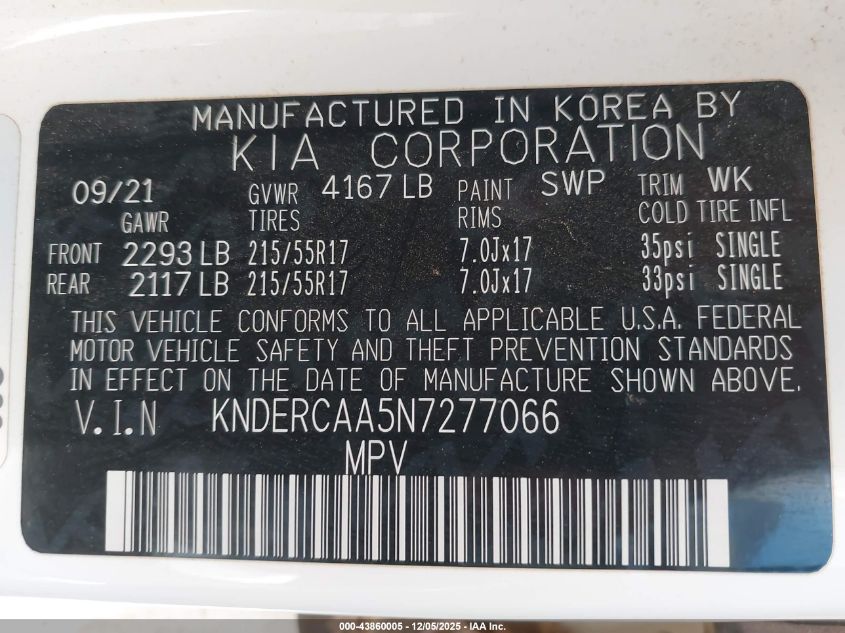 MANUFACTURED IN KOREA BY
KIA CORPORATION
09/21 GVWR 4167 LB PAINT SWP TRIM WK
GAWR TIRES RIMS COLD TIRE INFL
FRONT 2293 LB 215/55R17 7.0Jx17 35psi SINGLE
REAR 2117 LB 215/55R17 7.0Jx17 33psi SINGLE
THIS VEHICLE CONFORMS TO ALL APPLICABLE U.S.A. FEDERAL
MOTOR VEHICLE SAFETY AND THEFT PREVENTION STANDARDS
IN EFFECT ON THE DATE OF MANUFACTURE SHOWN ABOVE.
V.I.N KNDERCAA5N7277066
MPV
000-43860005 - 12/05/2025 - IAA Inc.